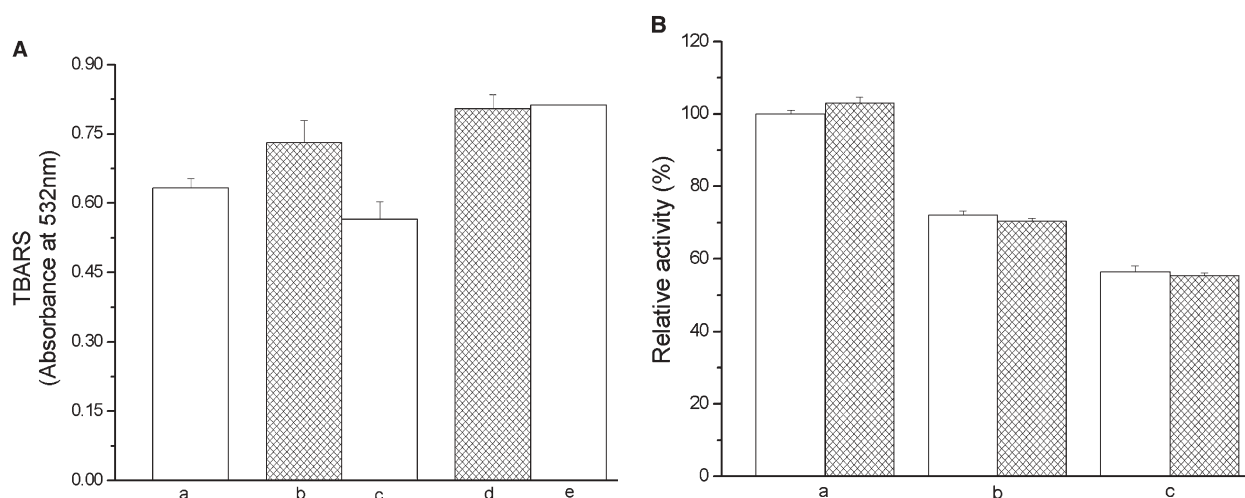 A
TBARS
(Absorbance at 532nm)
0.90
0.75
0.60
0.45
0.30
0.15
0.00
a b c d e
B
Relative activity (%)
120
100
80
60
40
20
0
a b c